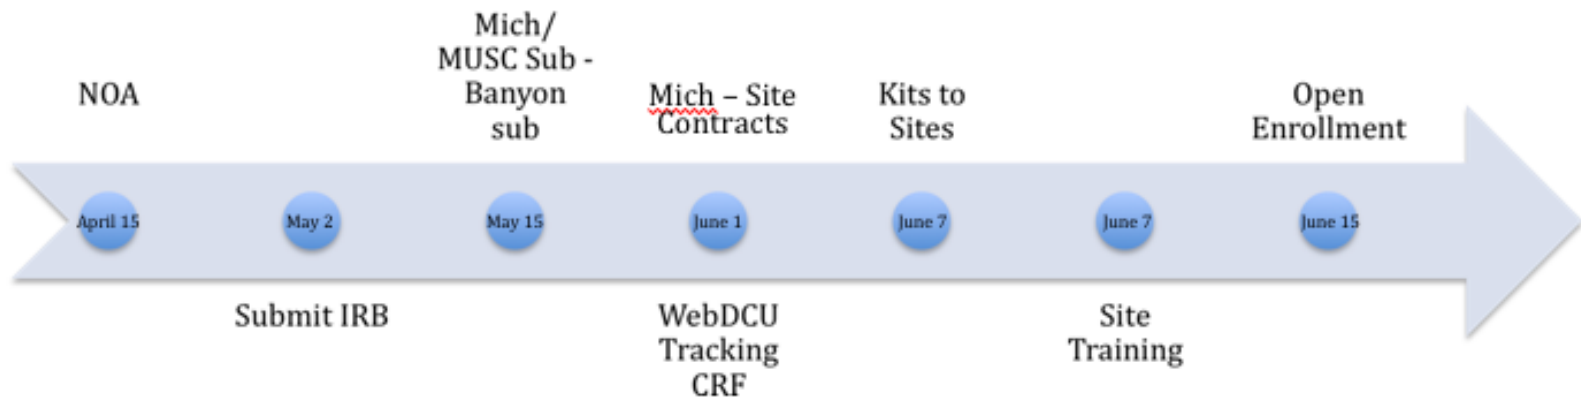 Mich/
MUSC Sub -
Banyon
sub
NOA
Mich – Site
Contracts
Kits to
Sites
Open
Enrollment
April 15
May 2
May 15
June 1
June 7
June 7
June 15
Submit IRB
WebDCU
Tracking
CRF
Site
Training